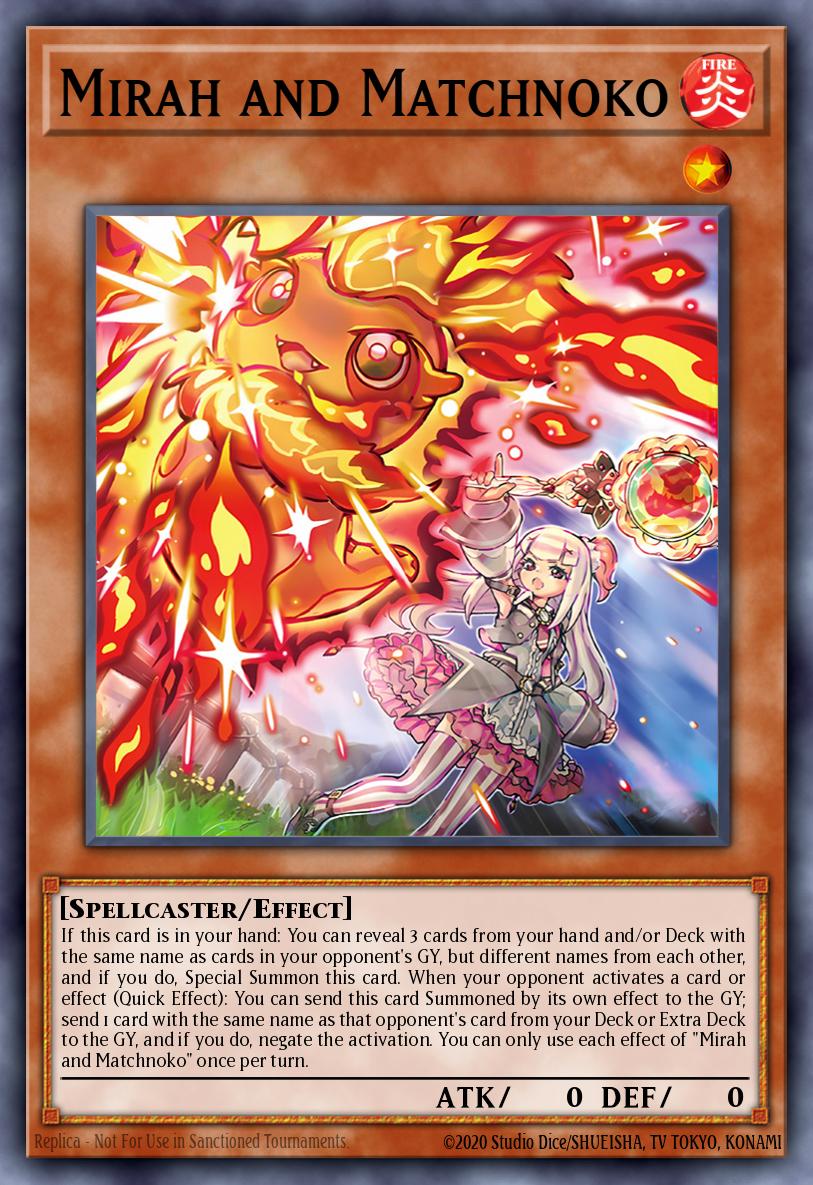 MIRAH AND MATCHNOKO
FIRE
炎
[SPELLCASTER/EFFECT]
If this card is in your hand: You can reveal 3 cards from your hand and/or Deck with
the same name as cards in your opponent's GY, but different names from each other,
and if you do, Special Summon this card. When your opponent activates a card or
effect (Quick Effect): You can send this card Summoned by its own effect to the GY;
send 1 card with the same name as that opponent's card from your Deck or Extra Deck
to the GY, and if you do, negate the activation. You can only use each effect of "Mirah
and Matchnoko" once per turn.
ATK/ 0 DEF/ 0
Replica - Not For Use in Sanctioned Tournaments.
©2020 Studio Dice/SHUEISHA, TV TOKYO, KONAMI